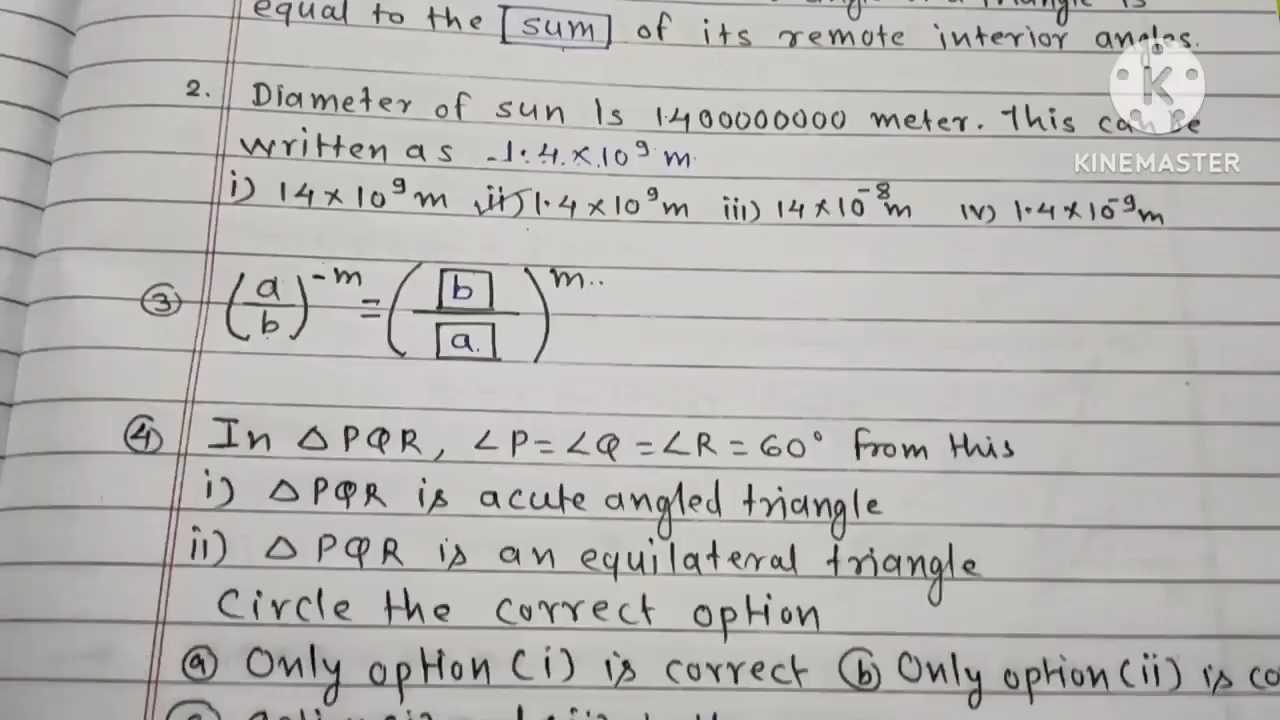 equal to the [sum] of its remote interior angles.
2. Diameter of sun is 1400000000 meter. This can be
written as 1.4 × 10⁹ m
i) 14 × 10⁹ m ii) 1.4 × 10⁹ m iii) 14 × 10⁻⁸ m iv) 1.4 × 10⁻⁹ m
③ (a/b)⁻ᵐ = (b/a)ᵐ
④ In △PQR, ∠P = ∠Q = ∠R = 60° from this
i) △PQR is acute angled triangle
ii) △PQR is an equilateral triangle
Circle the correct option
ⓐ Only option (i) is correct ⓑ Only option (ii) is co
K
KINEMASTER